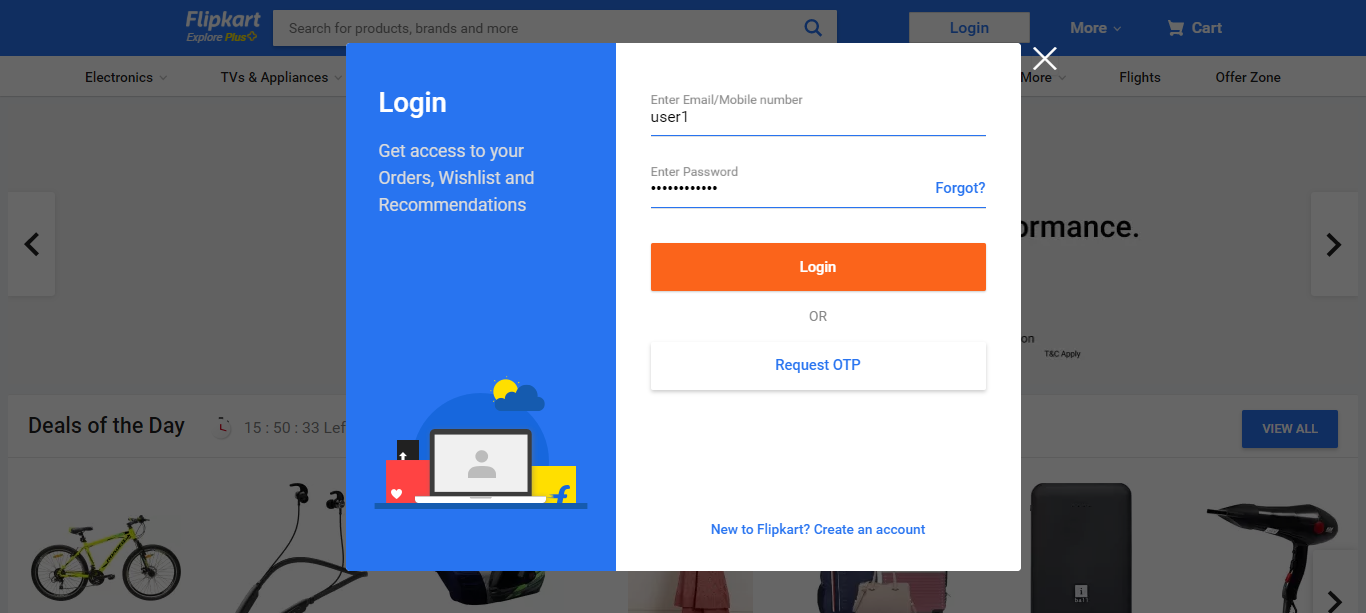 Flipkart
Explore Plus
Search for products, brands and more
Login
More
Cart
Electronics
TVs & Appliances
More
Flights
Offer Zone
Login
Get access to your
Orders, Wishlist and
Recommendations
Enter Email/Mobile number
user1
Enter Password
••••••••••••
Forgot?
Login
OR
Request OTP
New to Flipkart? Create an account
ormance.
on
T&C Apply
Deals of the Day
15 : 50 : 33 Lef
VIEW ALL
f
iball